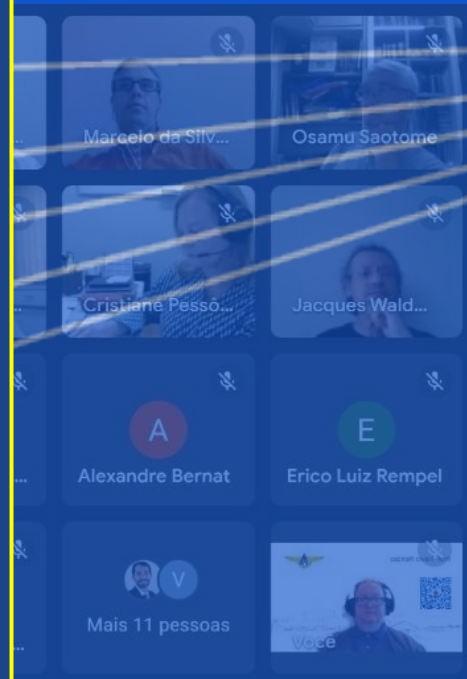 Marcelo da Silv...
Osamu Saotome
Cristiane Pessô...
Jacques Wald...
A
E
Alexandre Bernat
Erico Luiz Rempel
V
Mais 11 pessoas
Você